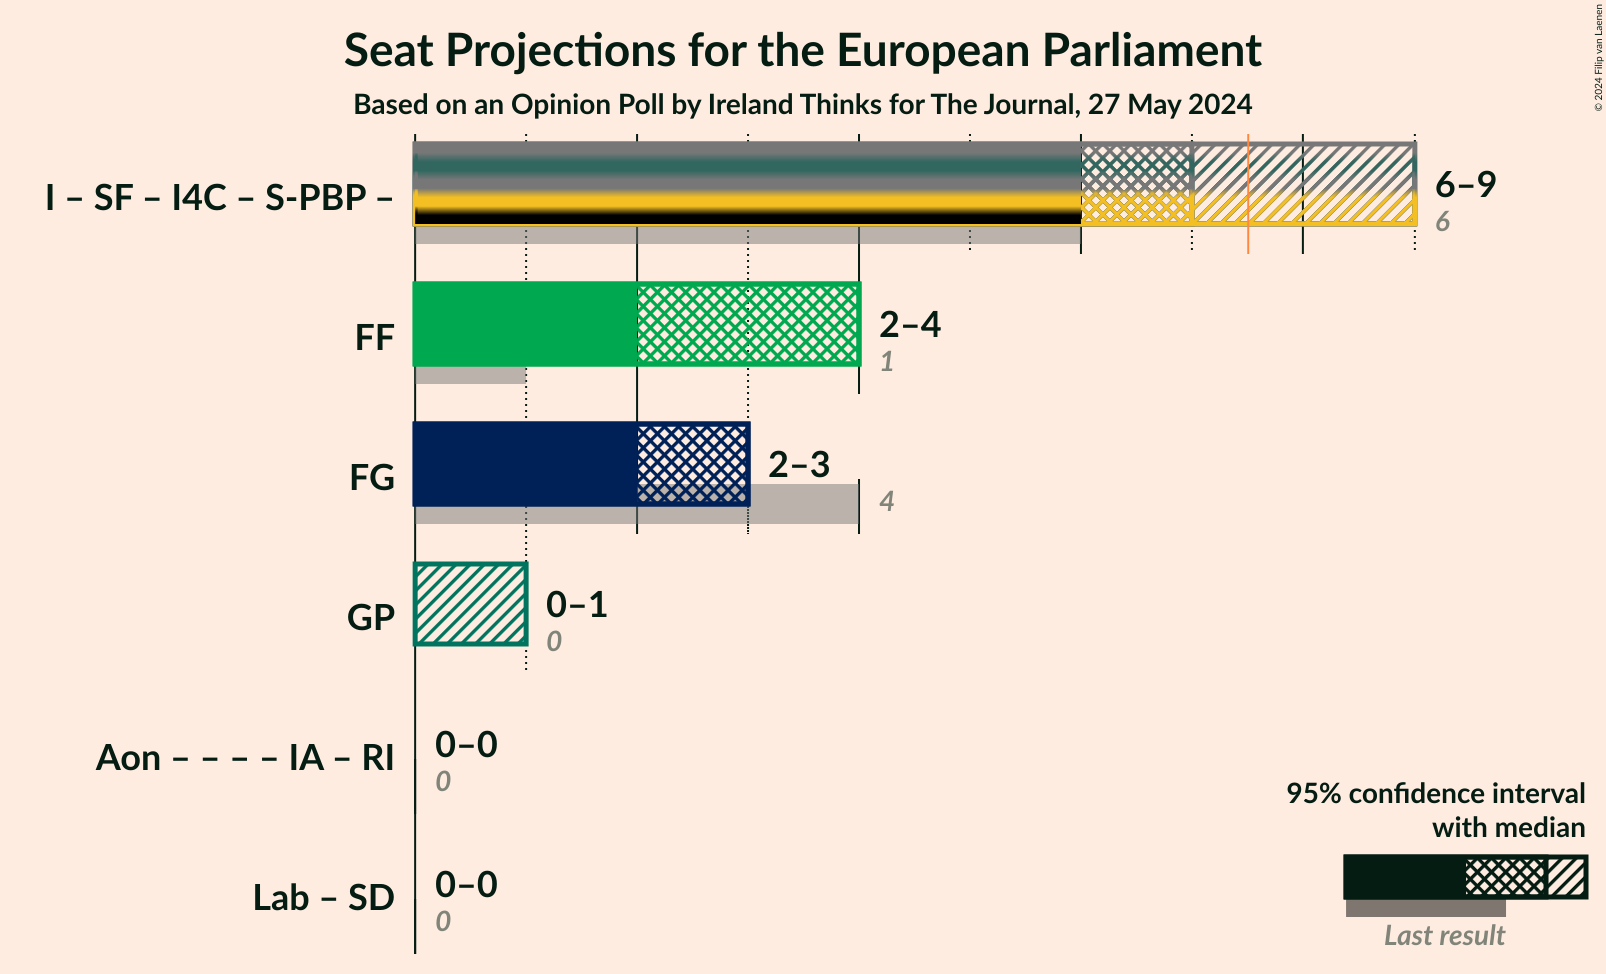 Seat Projections for the European Parliament
Based on an Opinion Poll by Ireland Thinks for The Journal, 27 May 2024
© 2024 Filip van Laenen
I – SF – I4C – S-PBP –
6–9
6
FF
2–4
1
FG
2–3
4
GP
0–1
0
Aon – – – – IA – RI
0–0
0
Lab – SD
0–0
0
95% confidence interval
with median
Last result